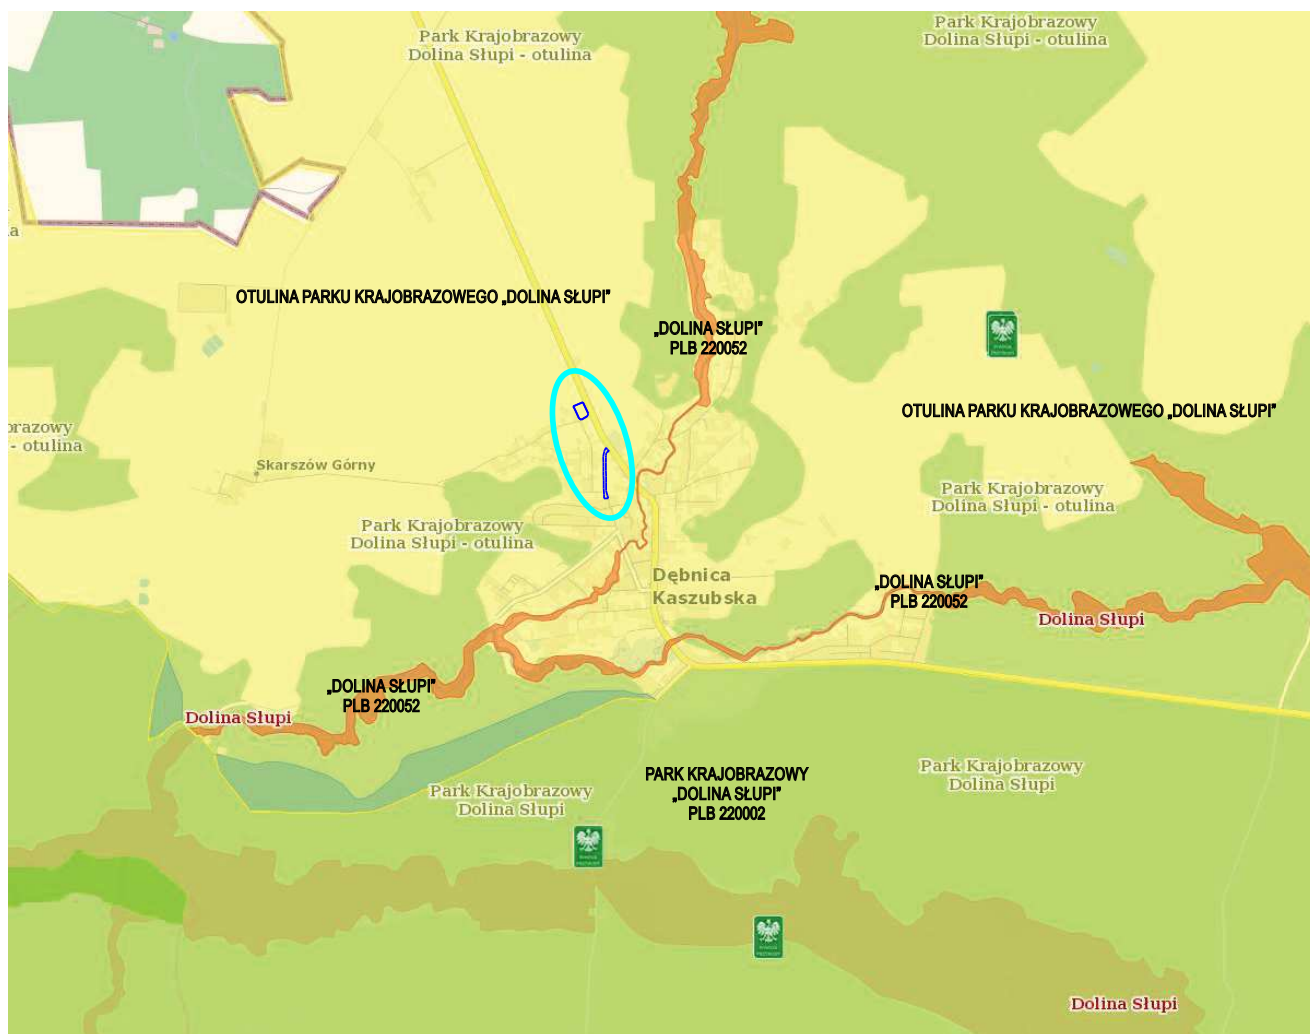 Park Krajobrazowy
Dolina Słupi - otulina
Park Krajobrazowy
Dolina Słupi - otulina
a
OTULINA PARKU KRAJOBRAZOWEGO „DOLINA SŁUPI”
„DOLINA SŁUPI”
PLB 220052
OTULINA PARKU KRAJOBRAZOWEGO „DOLINA SŁUPI”
brazowy
- otulina
Skarszów Górny
Park Krajobrazowy
Dolina Słupi - otulina
Park Krajobrazowy
Dolina Słupi - otulina
Dębnica
Kaszubska
„DOLINA SŁUPI”
PLB 220052
Dolina Słupi
„DOLINA SŁUPI”
PLB 220052
Dolina Słupi
PARK KRAJOBRAZOWY
„DOLINA SŁUPI”
PLB 220002
Park Krajobrazowy
Dolina Słupi
Park Krajobrazowy
Dolina Słupi
Dolina Słupi